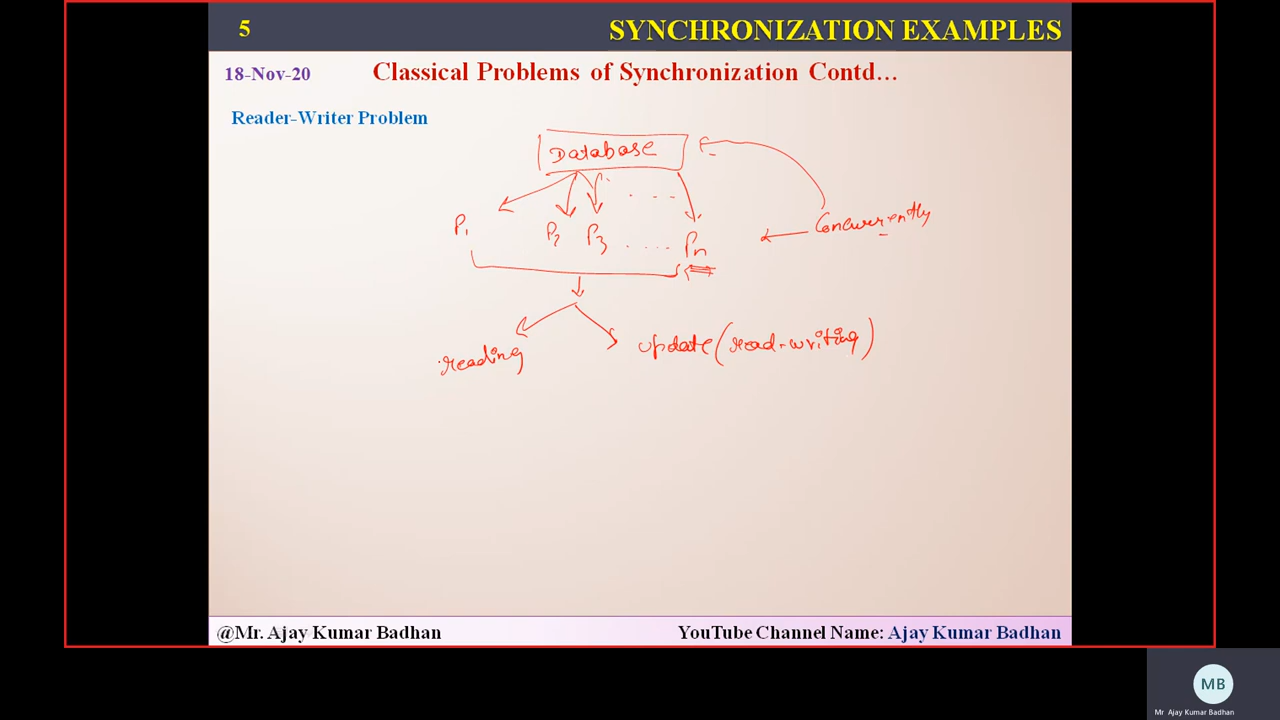 5 SYNCHRONIZATION EXAMPLES
18-Nov-20 Classical Problems of Synchronization Contd...
Reader-Writer Problem
Database
Concurrently
P1 P2 P3 ..... Pn
reading update (read-writing)
@Mr. Ajay Kumar Badhan YouTube Channel Name: Ajay Kumar Badhan
MB
Mr Ajay Kumar Badhan